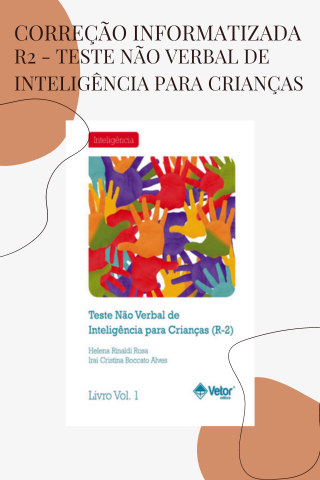 CORREÇÃO INFORMATIZADA
R2 - TESTE NÃO VERBAL DE
INTELIGÊNCIA PARA CRIANÇAS
Inteligência
Teste Não Verbal de
Inteligência para Crianças (R-2)
Helena Rinaldi Rosa
Irai Cristina Boccato Alves
Livro Vol. 1
Vetor
editora